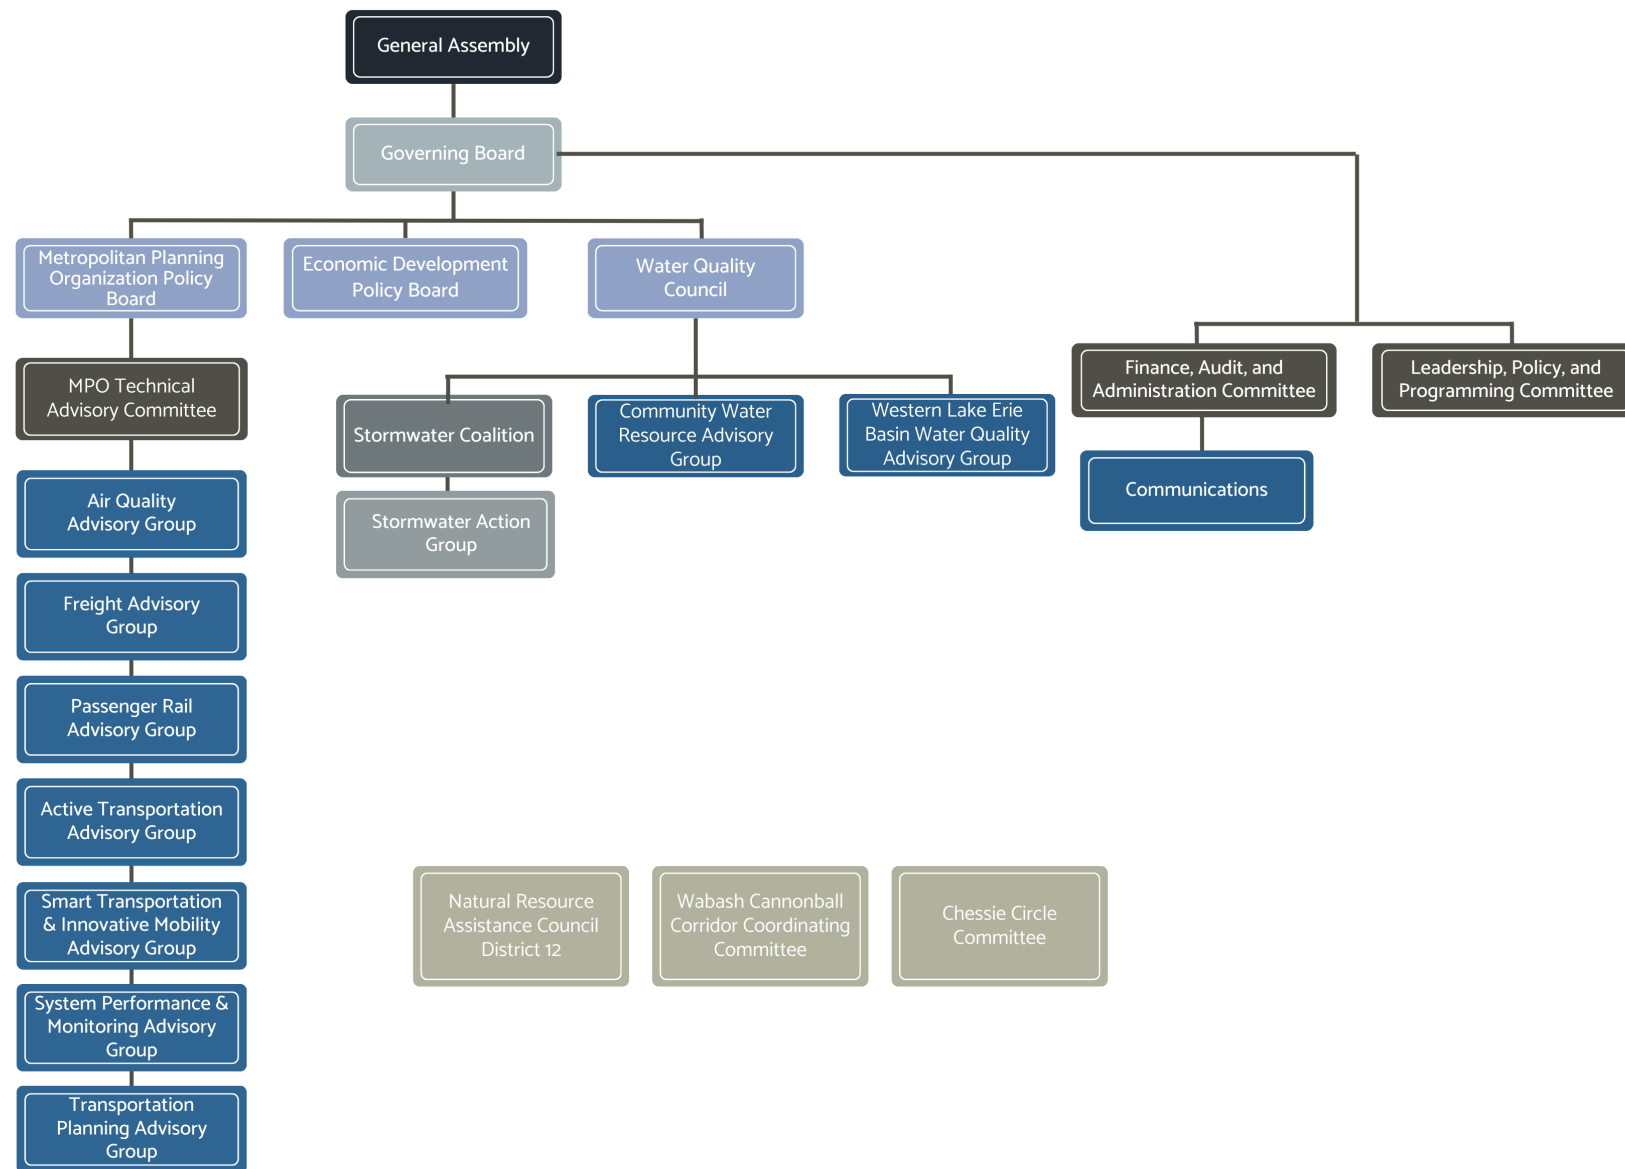 General Assembly
Governing Board
Metropolitan Planning
Organization Policy
Board
Economic Development
Policy Board
Water Quality
Council
MPO Technical
Advisory Committee
Air Quality
Advisory Group
Freight Advisory
Group
Passenger Rail
Advisory Group
Active Transportation
Advisory Group
Smart Transportation
& Innovative Mobility
Advisory Group
System Performance &
Monitoring Advisory
Group
Transportation
Planning Advisory
Group
Stormwater Coalition
Stormwater Action
Group
Community Water
Resource Advisory
Group
Western Lake Erie
Basin Water Quality
Advisory Group
Finance, Audit, and
Administration Committee
Communications
Leadership, Policy, and
Programming Committee
Natural Resource
Assistance Council
District 12
Wabash Cannonball
Corridor Coordinating
Committee
Chessie Circle
Committee